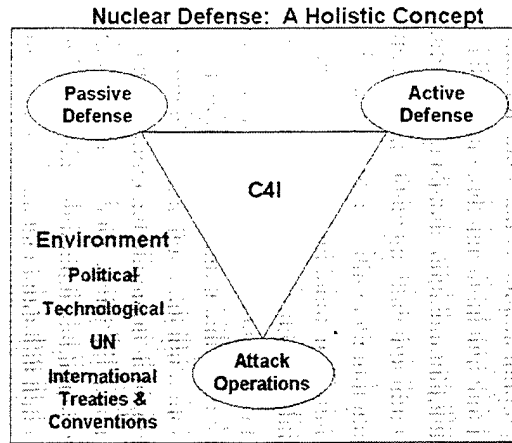 Nuclear Defense: A Holistic Concept
Passive
Defense
Active
Defense
C4I
Environment
Political
Technological
UN
International
Treaties &
Conventions
Attack
Operations